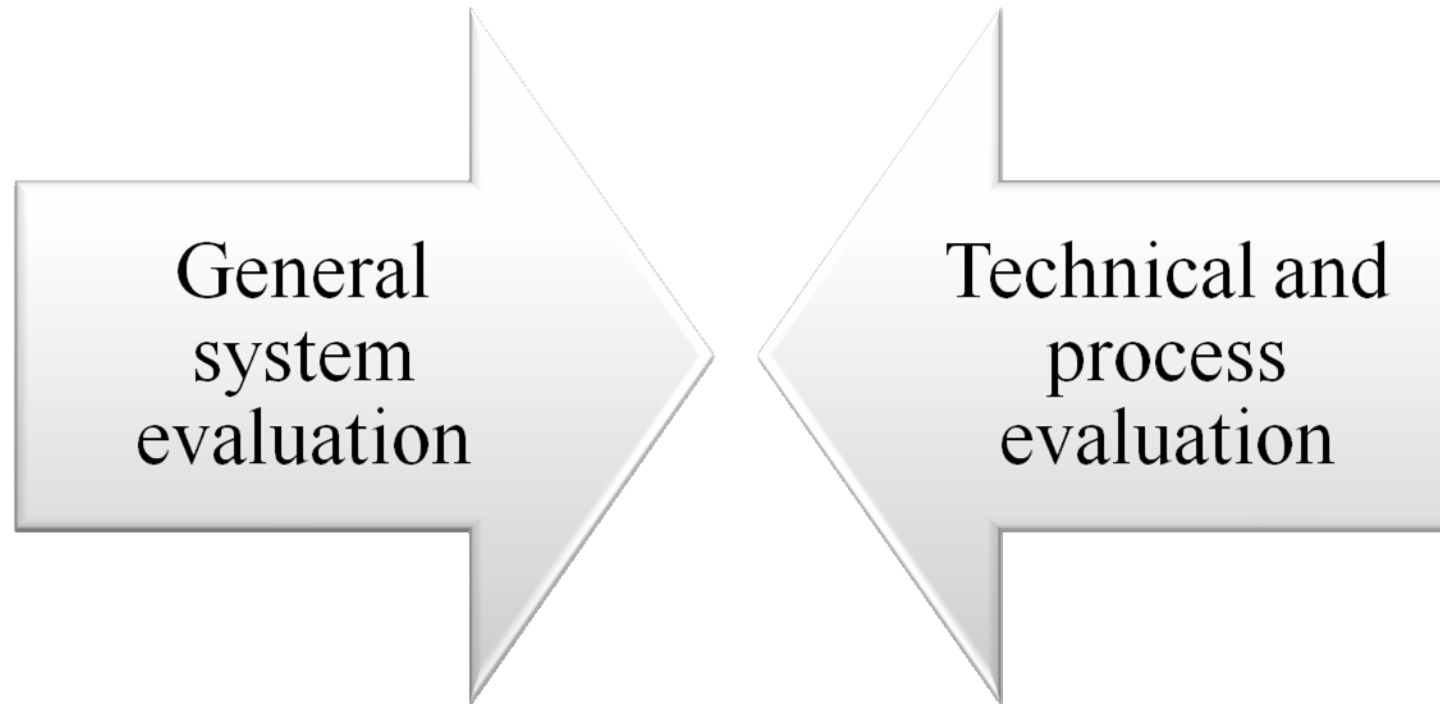 General
system
evaluation
Technical and
process
evaluation